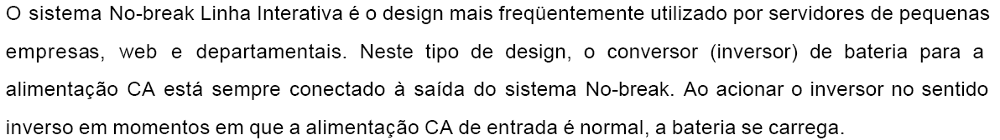 O sistema No-break Linha Interativa é o design mais freqüentemente utilizado por servidores de pequenas
empresas, web e departamentais. Neste tipo de design, o conversor (inversor) de bateria para a
alimentação CA está sempre conectado à saída do sistema No-break. Ao acionar o inversor no sentido
inverso em momentos em que a alimentação CA de entrada é normal, a bateria se carrega.